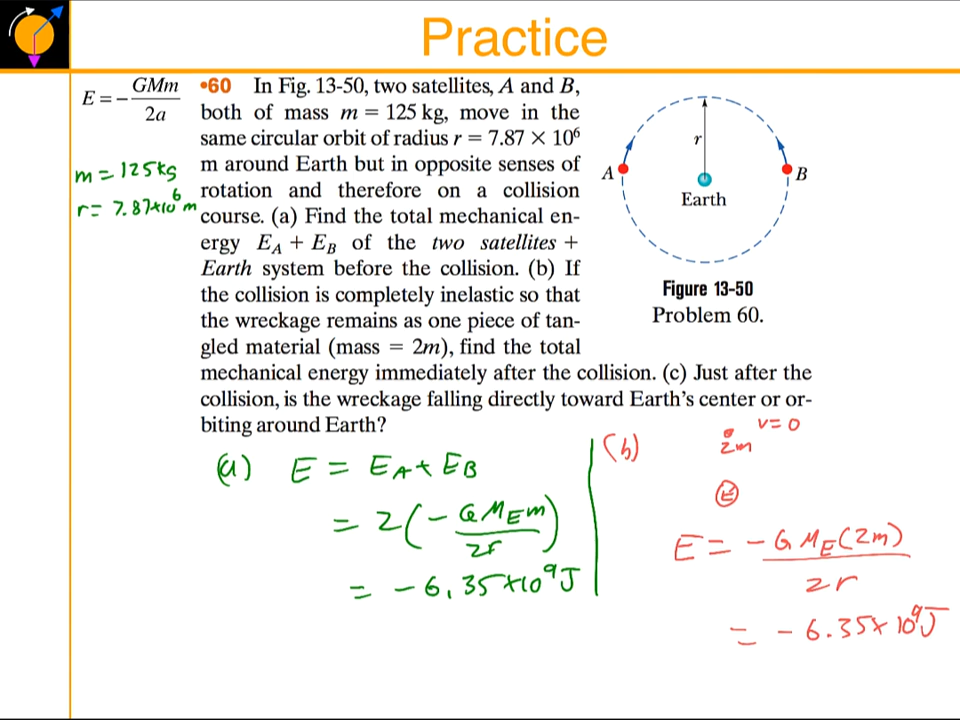 Practice
E = − GMm / 2a
m = 125kg
r = 7.87×10^6 m
•60 In Fig. 13-50, two satellites, A and B,
both of mass m = 125 kg, move in the
same circular orbit of radius r = 7.87 × 10⁶
m around Earth but in opposite senses of
rotation and therefore on a collision
course. (a) Find the total mechanical en-
ergy E_A + E_B of the two satellites +
Earth system before the collision. (b) If
the collision is completely inelastic so that
the wreckage remains as one piece of tan-
gled material (mass = 2m), find the total
mechanical energy immediately after the collision. (c) Just after the
collision, is the wreckage falling directly toward Earth's center or or-
biting around Earth?
r
A
B
Earth
Figure 13-50
Problem 60.
(a) E = E_A + E_B
= 2(− G M_E m / 2r)
= − 6.35×10^9 J
(b)
v=0
2m
E
E = − G M_E (2m) / 2r
= − 6.35× 10^9 J